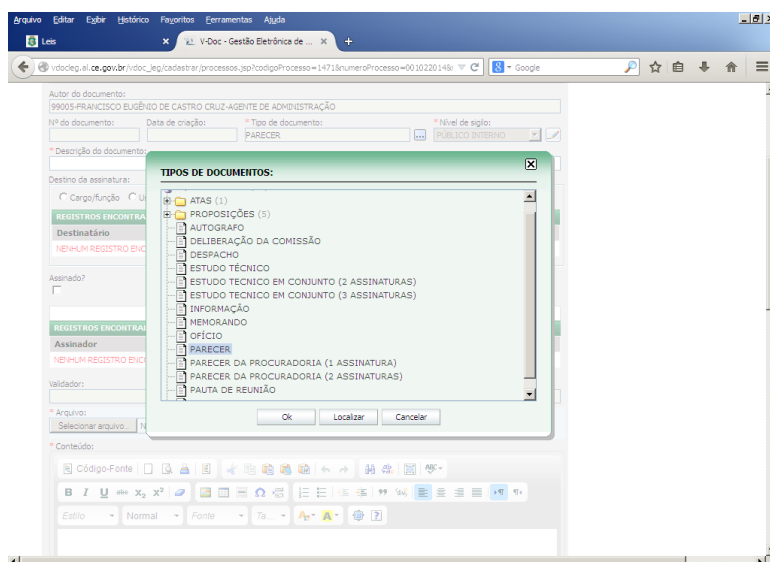 Arquivo Editar Exibir Histórico Favoritos Ferramentas Ajuda
Leis × V-Doc - Gestão Eletrônica de ... × +
vdocleg.al.ce.gov.br/vdoc_leg/cadastrar/processos.jsp?codigoProcesso=1471&numeroProcesso=001022014& Google
Autor do documento:
99005-FRANCISCO EUGÊNIO DE CASTRO CRUZ-AGENTE DE ADMINISTRAÇÃO
Nº do documento: Data de criação: * Tipo de documento: * Nível de sigilo:
PARECER ... PÚBLICO INTERNO
* Descrição do documento:
TIPOS DE DOCUMENTOS:
Destino da assinatura:
Cargo/função
REGISTROS ENCONTRA
Destinatário
NENHUM REGISTRO ENC
Assinado?
REGISTROS ENCONTRA
Assinador
NENHUM REGISTRO ENC
Validador:
* Arquivo:
Selecionar arquivo... N
ATAS (1)
PROPOSIÇÕES (5)
AUTOGRAFO
DELIBERAÇÃO DA COMISSÃO
DESPACHO
ESTUDO TÉCNICO
ESTUDO TECNICO EM CONJUNTO (2 ASSINATURAS)
ESTUDO TECNICO EM CONJUNTO (3 ASSINATURAS)
INFORMAÇÃO
MEMORANDO
OFÍCIO
PARECER
PARECER DA PROCURADORIA (1 ASSINATURA)
PARECER DA PROCURADORIA (2 ASSINATURAS)
PAUTA DE REUNIÃO
Ok Localizar Cancelar
* Conteúdo:
Código-Fonte
B I U abc X₂ X²
Estilo Normal Fonte Ta...